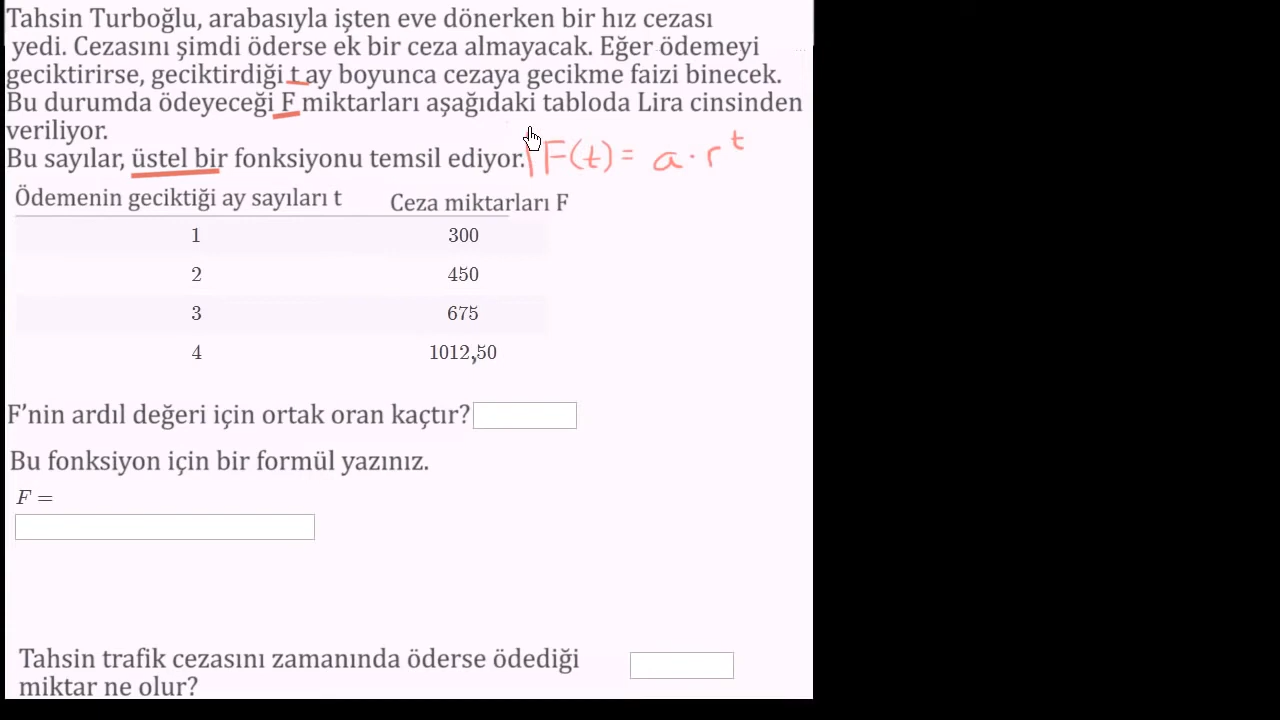 Tahsin Turboğlu, arabasıyla işten eve dönerken bir hız cezası
yedi. Cezasını şimdi öderse ek bir ceza almayacak. Eğer ödemeyi
geciktirirse, geciktirdiği t ay boyunca cezaya gecikme faizi binecek.
Bu durumda ödeyeceği F miktarları aşağıdaki tabloda Lira cinsinden
veriliyor.
Bu sayılar, üstel bir fonksiyonu temsil ediyor. F(t) = a · r^t
Ödemenin geciktiği ay sayıları t Ceza miktarları F
1 300
2 450
3 675
4 1012,50
F’nin ardıl değeri için ortak oran kaçtır?
Bu fonksiyon için bir formül yazınız.
F =
Tahsin trafik cezasını zamanında öderse ödediği
miktar ne olur?